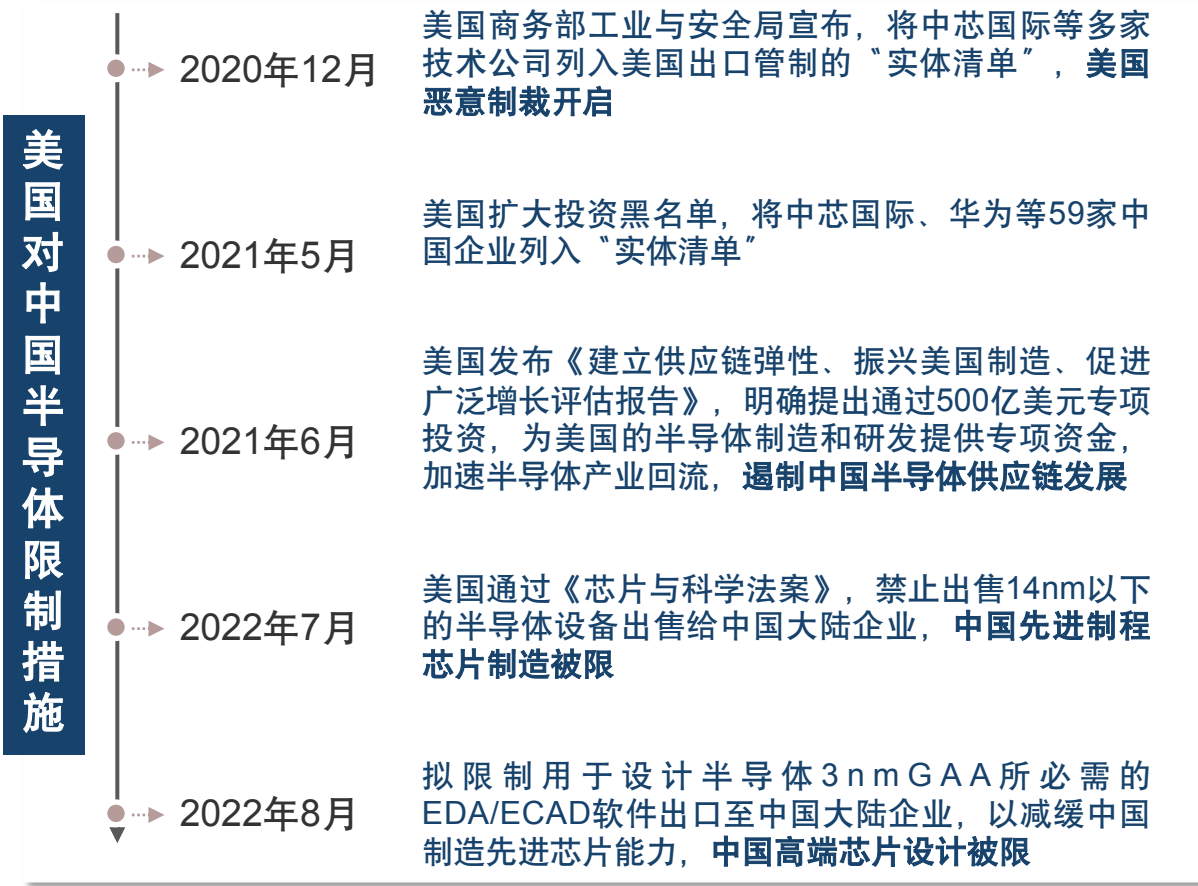 美国对中国半导体限制措施
2020年12月
美国商务部工业与安全局宣布，将中芯国际等多家
技术公司列入美国出口管制的〝实体清单〞，美国
恶意制裁开启
2021年5月
美国扩大投资黑名单，将中芯国际、华为等59家中
国企业列入〝实体清单〞
2021年6月
美国发布《建立供应链弹性、振兴美国制造、促进
广泛增长评估报告》，明确提出通过500亿美元专项
投资，为美国的半导体制造和研发提供专项资金，
加速半导体产业回流，遏制中国半导体供应链发展
2022年7月
美国通过《芯片与科学法案》，禁止出售14nm以下
的半导体设备出售给中国大陆企业，中国先进制程
芯片制造被限
2022年8月
拟限制用于设计半导体3nmGAA所必需的
EDA/ECAD软件出口至中国大陆企业，以减缓中国
制造先进芯片能力，中国高端芯片设计被限